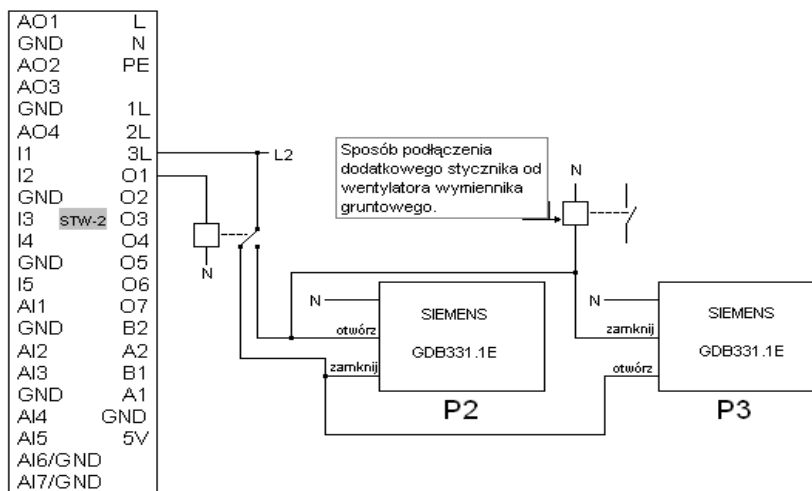 AO1 L
GND N
AO2 PE
AO3
GND 1L
AO4 2L
I1 3L
I2 O1
GND O2
I3 STW-2 O3
I4 O4
GND O5
I5 O6
AI1 O7
GND B2
AI2 A2
AI3 B1
GND A1
AI4 GND
AI5 5V
AI6/GND
AI7/GND
L2
N
Sposób podłączenia
dodatkowego stycznika od
wentylatora wymiennika
gruntowego.
N
N
otwórz
zamknij
SIEMENS
GDB331.1E
P2
N
zamknij
otwórz
SIEMENS
GDB331.1E
P3